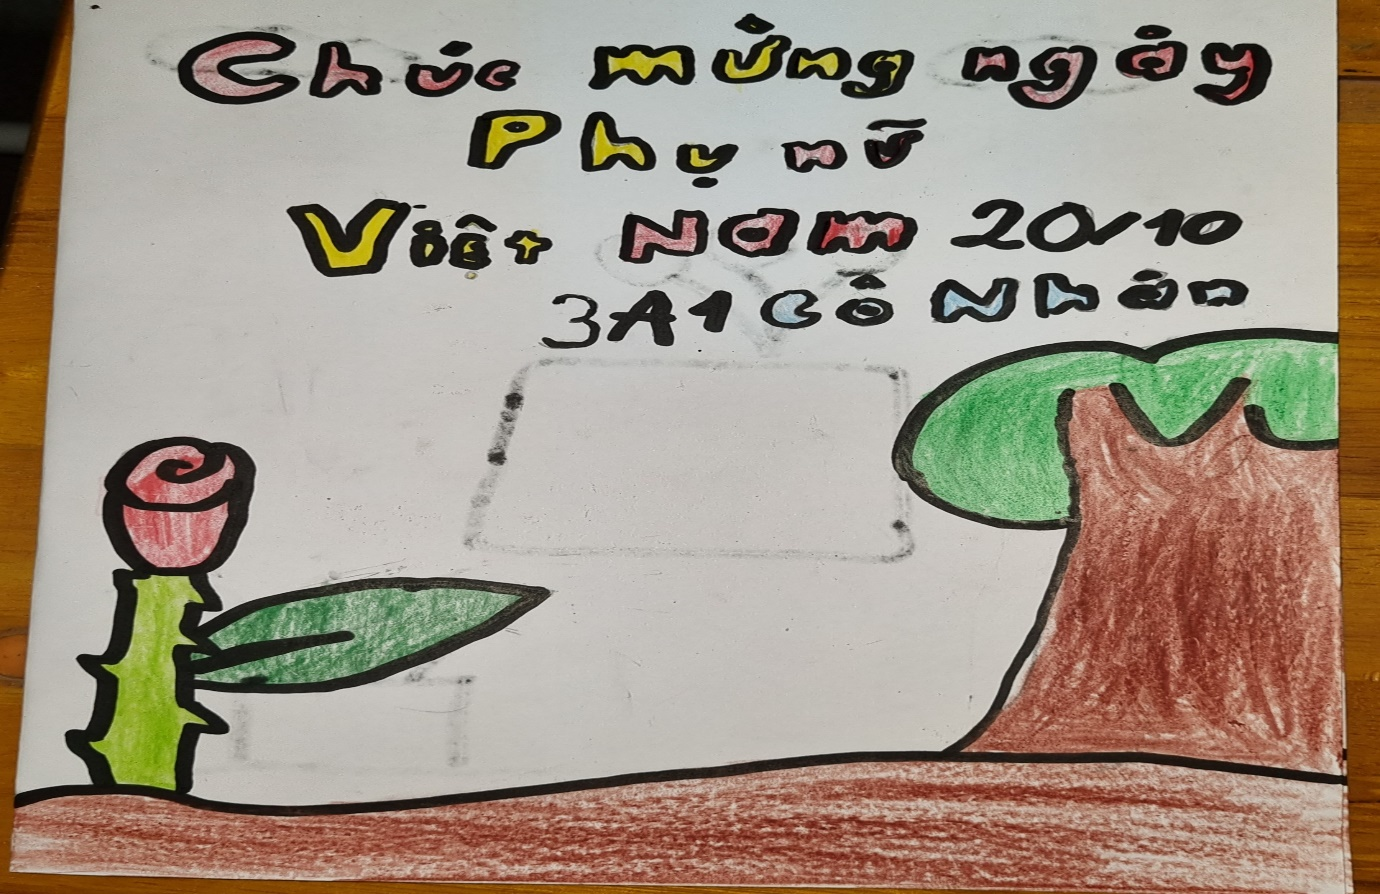 Chúc mừng ngày
Phụ nữ
Việt Nam 20/10
3A1 Cô Nhàn